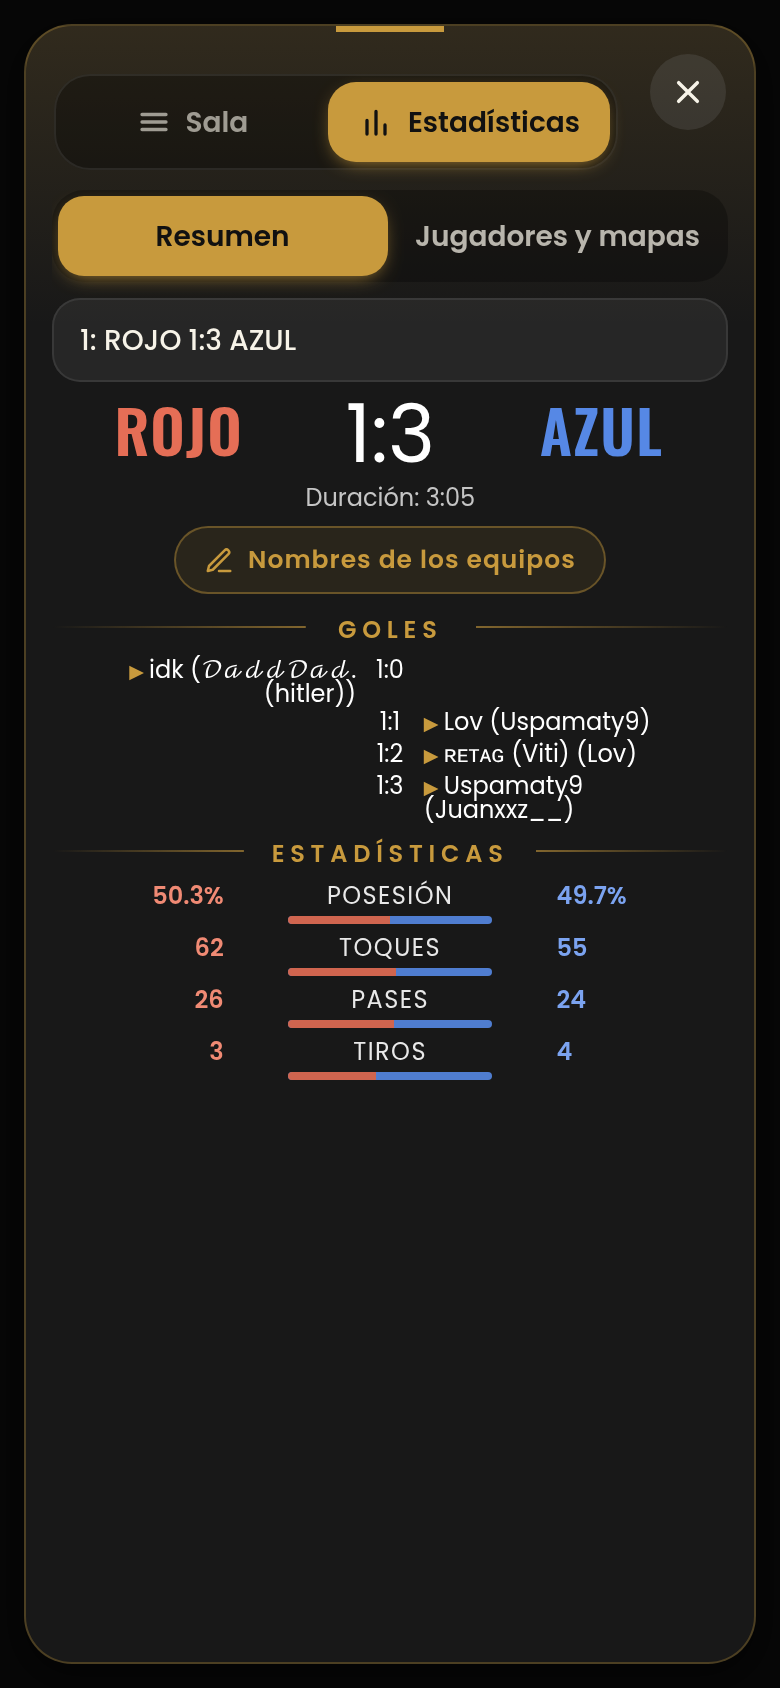 Sala
Estadísticas
Resumen
Jugadores y mapas
1: ROJO 1:3 AZUL
ROJO 1:3 AZUL
Duración: 3:05
Nombres de los equipos
GOLES
▶ idk (𝓓𝓪𝓭𝓭𝓓𝓪𝓭. 1:0
(hitler))
1:1 ▶ Lov (Uspamaty9)
1:2 ▶ ʀᴇᴛᴀɢ (Viti) (Lov)
1:3 ▶ Uspamaty9
(Juanxxz__)
ESTADÍSTICAS
50.3% POSESIÓN 49.7%
62 TOQUES 55
26 PASES 24
3 TIROS 4